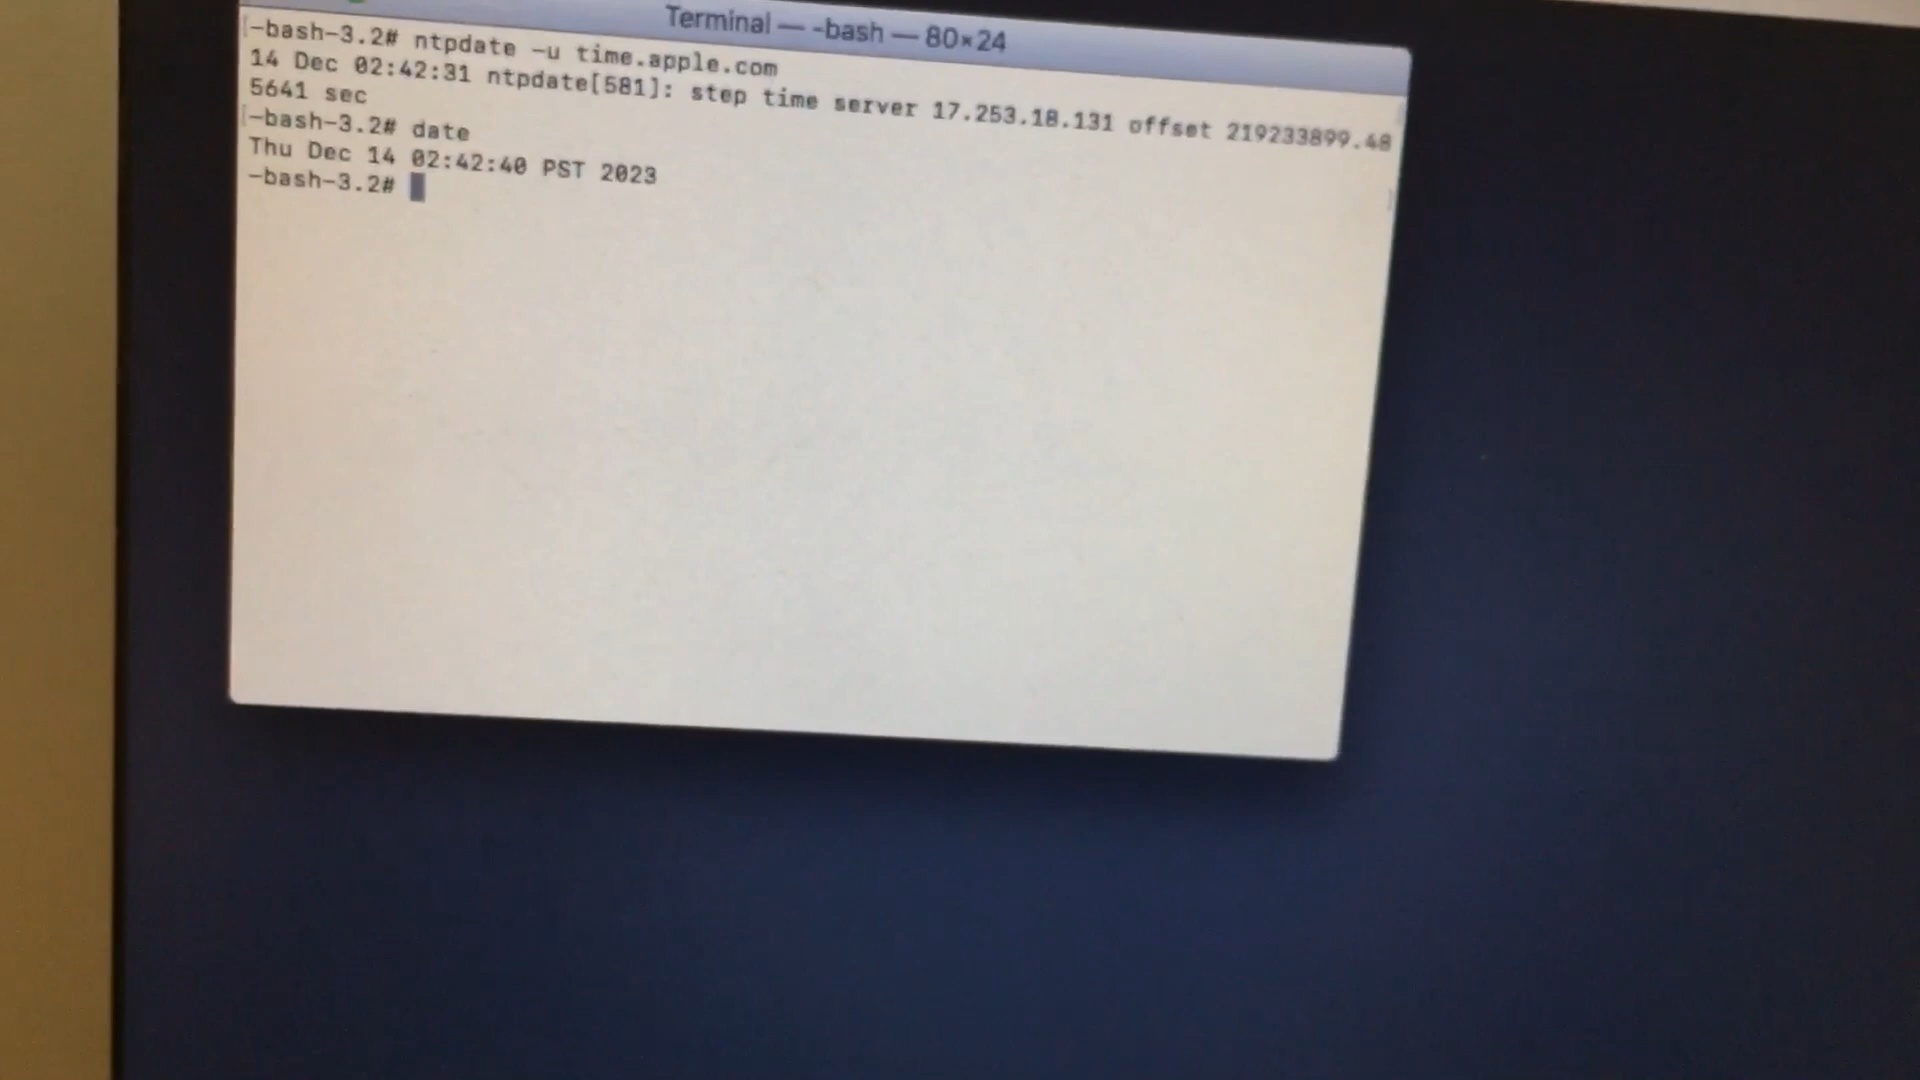 Terminal — -bash — 80×24
-bash-3.2# ntpdate -u time.apple.com
14 Dec 02:42:31 ntpdate[581]: step time server 17.253.18.131 offset 219233899.48
5641 sec
-bash-3.2# date
Thu Dec 14 02:42:40 PST 2023
-bash-3.2#